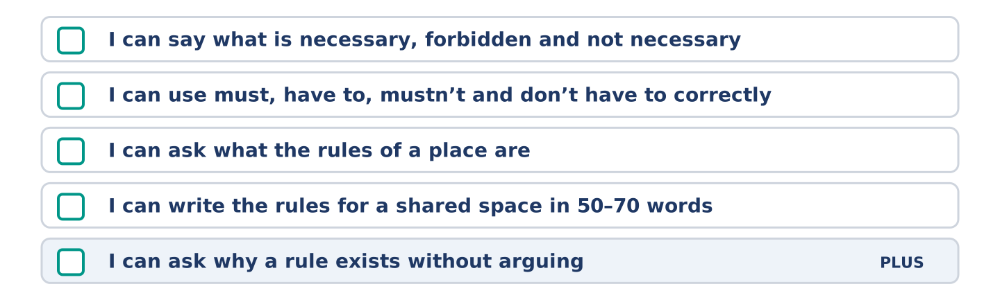 I can say what is necessary, forbidden and not necessary
I can use must, have to, mustn’t and don’t have to correctly
I can ask what the rules of a place are
I can write the rules for a shared space in 50–70 words
I can ask why a rule exists without arguing PLUS